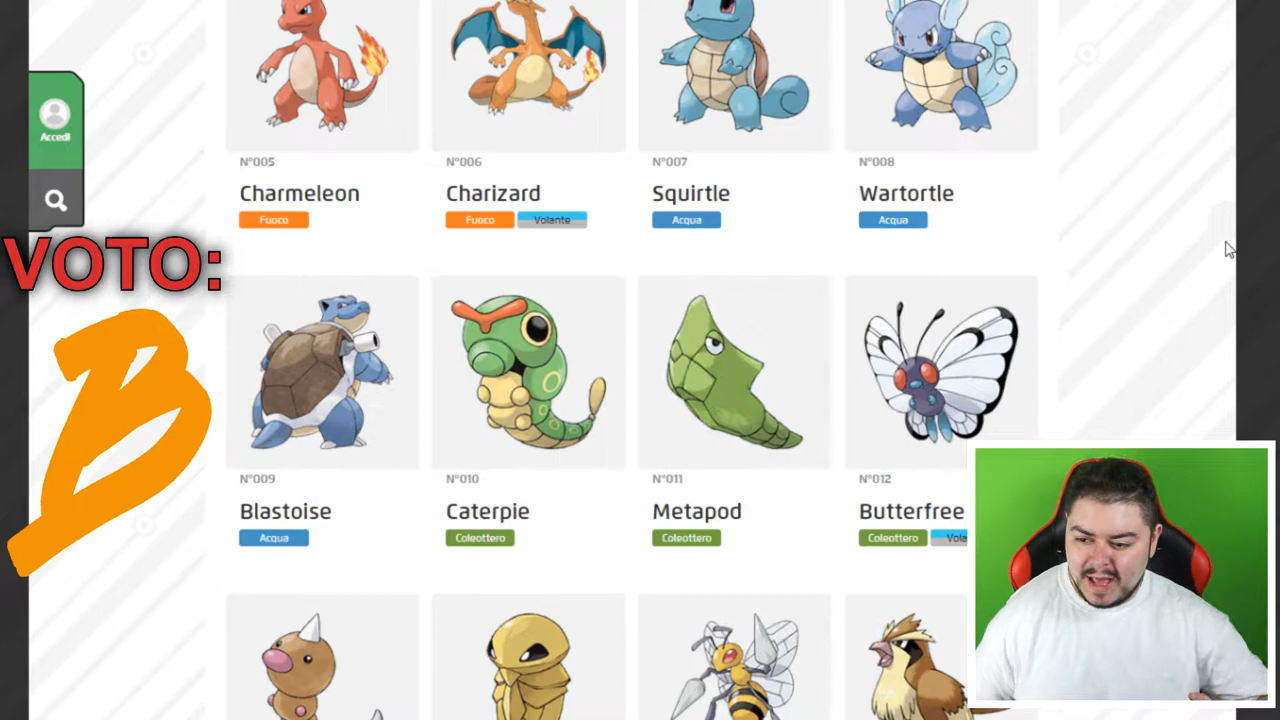 Accedi
N°005
Charmeleon
Fuoco
N°006
Charizard
Fuoco Volante
N°007
Squirtle
Acqua
N°008
Wartortle
Acqua
VOTO:
B
N°009
Blastoise
Acqua
N°010
Caterpie
Coleottero
N°011
Metapod
Coleottero
N°012
Butterfree
Coleottero